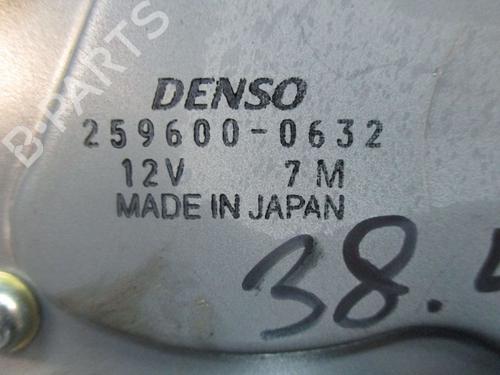 B-PARTS
DENSO
259600-0632
12V 7M
MADE IN JAPAN
38.